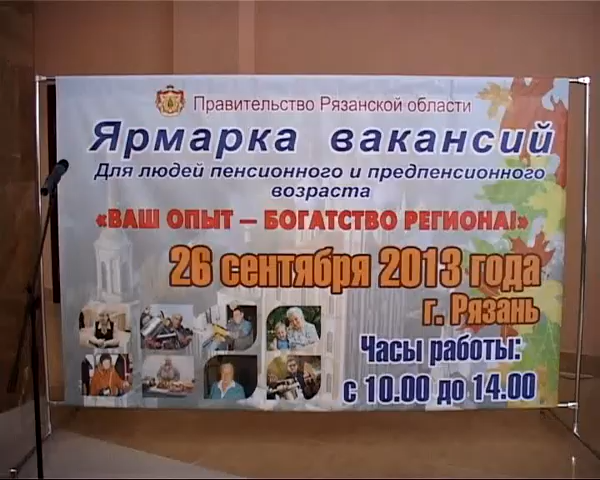 Правительство Рязанской области
Ярмарка вакансий
Для людей пенсионного и предпенсионного
возраста
«ВАШ ОПЫТ – БОГАТСТВО РЕГИОНА!»
26 сентября 2013 года
г. Рязань
Часы работы:
с 10.00 до 14.00